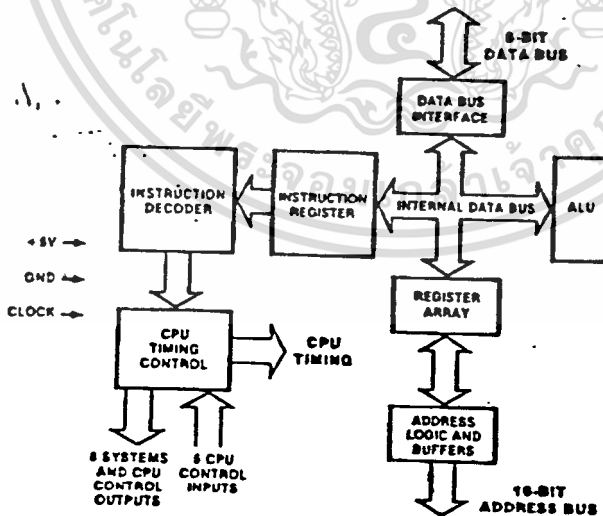 8-BIT
DATA BUS
DATA BUS
INTERFACE
INSTRUCTION
DECODER
INSTRUCTION
REGISTER
INTERNAL DATA BUS
ALU
+5V
GND
CLOCK
REGISTER
ARRAY
CPU
TIMING
CONTROL
CPU
TIMING
ADDRESS
LOGIC AND
BUFFERS
8 SYSTEMS
AND CPU
CONTROL
OUTPUTS
5 CPU
CONTROL
INPUTS
16-BIT
ADDRESS BUS